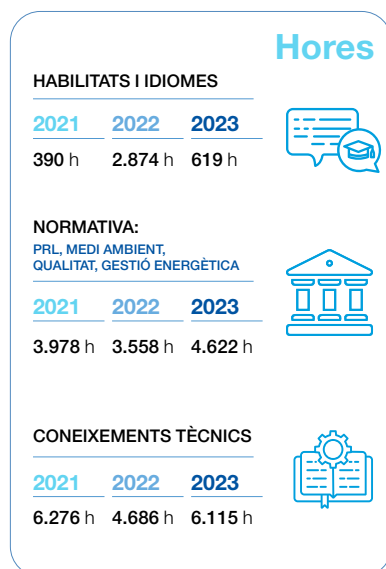 Hores
HABILITATS I IDIOMES
2021 2022 2023
390 h 2.874 h 619 h
NORMATIVA:
PRL, MEDI AMBIENT,
QUALITAT, GESTIÓ ENERGÈTICA
2021 2022 2023
3.978 h 3.558 h 4.622 h
CONEIXEMENTS TÈCNICS
2021 2022 2023
6.276 h 4.686 h 6.115 h